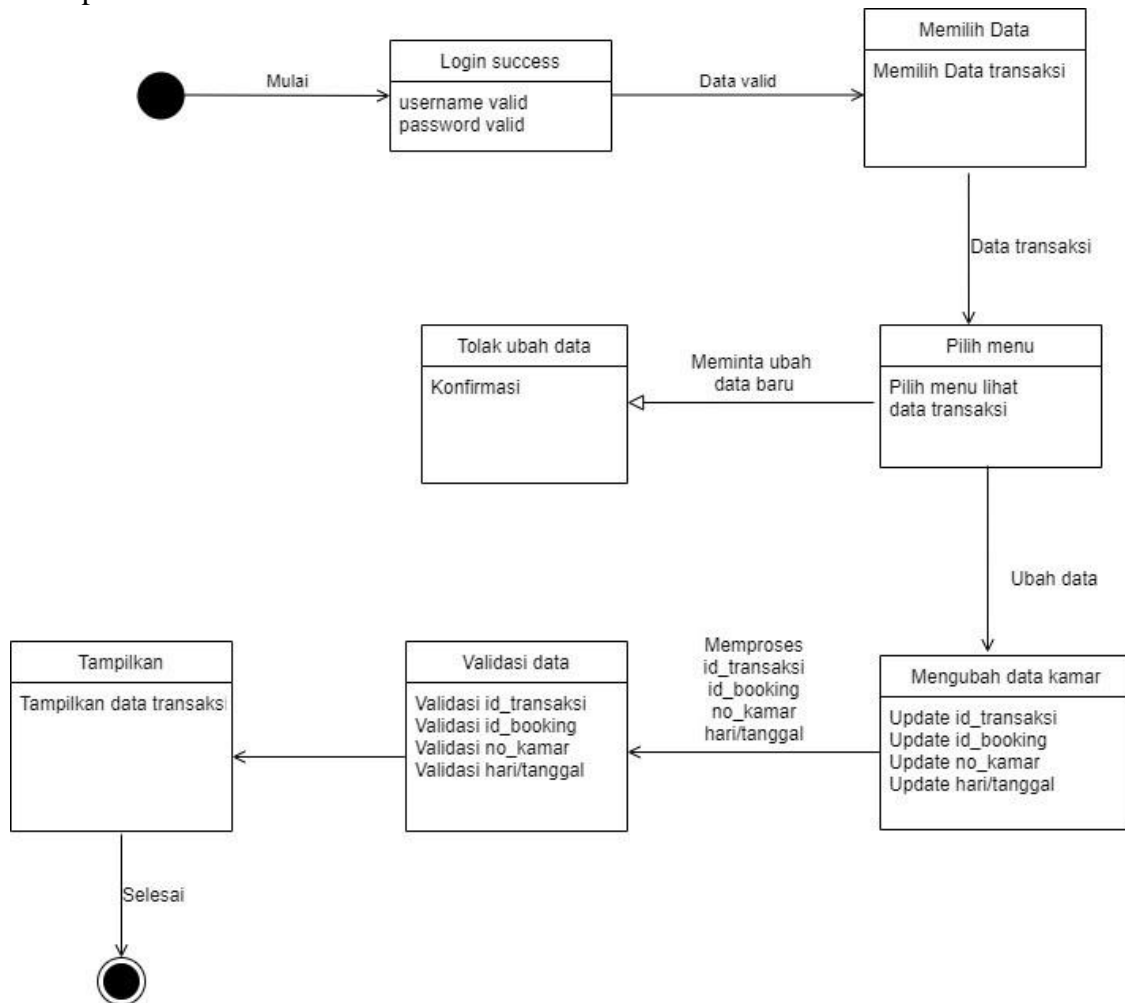 Mulai
Login success
username valid
password valid
Data valid
Memilih Data
Memilih Data transaksi
Data transaksi
Pilih menu
Pilih menu lihat
data transaksi
Meminta ubah
data baru
Tolak ubah data
Konfirmasi
Ubah data
Mengubah data kamar
Update id_transaksi
Update id_booking
Update no_kamar
Update hari/tanggal
Memproses
id_transaksi
id_booking
no_kamar
hari/tanggal
Validasi data
Validasi id_transaksi
Validasi id_booking
Validasi no_kamar
Validasi hari/tanggal
Tampilkan
Tampilkan data transaksi
Selesai